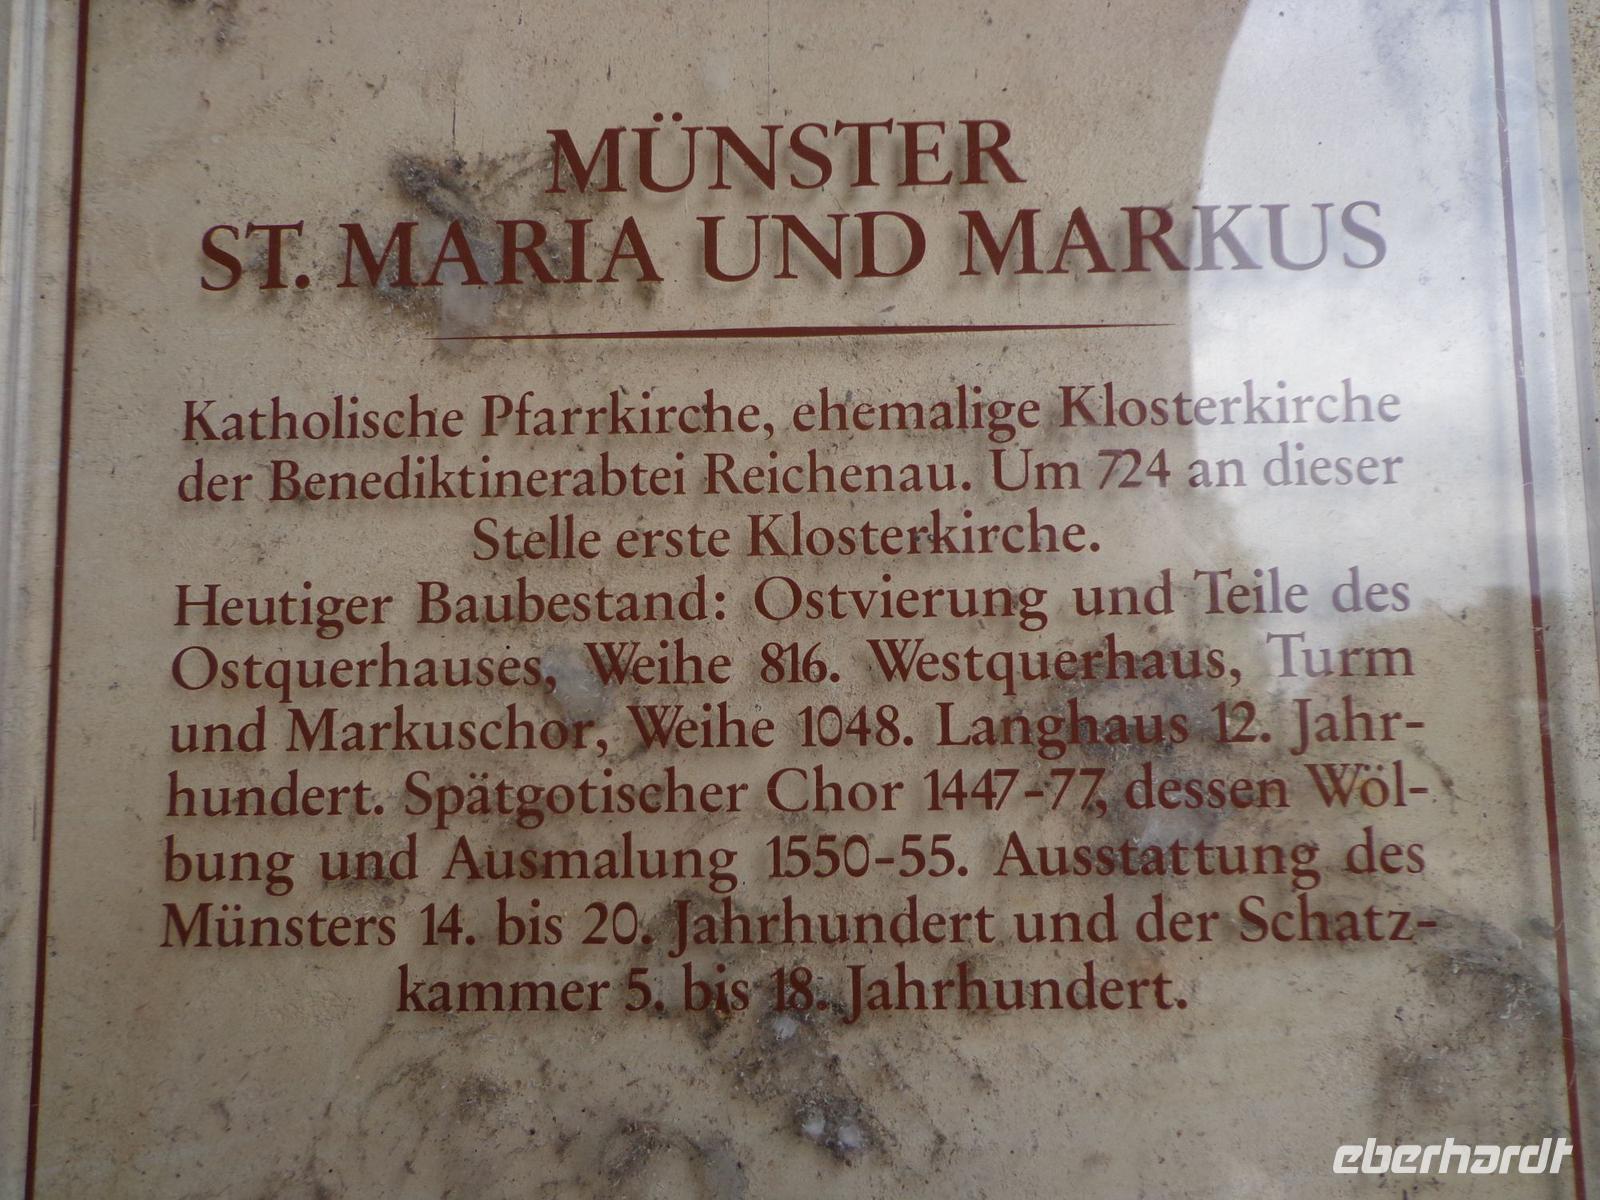 MÜNSTER
ST. MARIA UND MARKUS
Katholische Pfarrkirche, ehemalige Klosterkirche
der Benediktinerabtei Reichenau. Um 724 an dieser
Stelle erste Klosterkirche.
Heutiger Baubestand: Ostvierung und Teile des
Ostquerhauses, Weihe 816. Westquerhaus, Turm
und Markuschor, Weihe 1048. Langhaus 12. Jahr-
hundert. Spätgotischer Chor 1447-77, dessen Wöl-
bung und Ausmalung 1550-55. Ausstattung des
Münsters 14. bis 20. Jahrhundert und der Schatz-
kammer 5. bis 18. Jahrhundert.
eberhardt